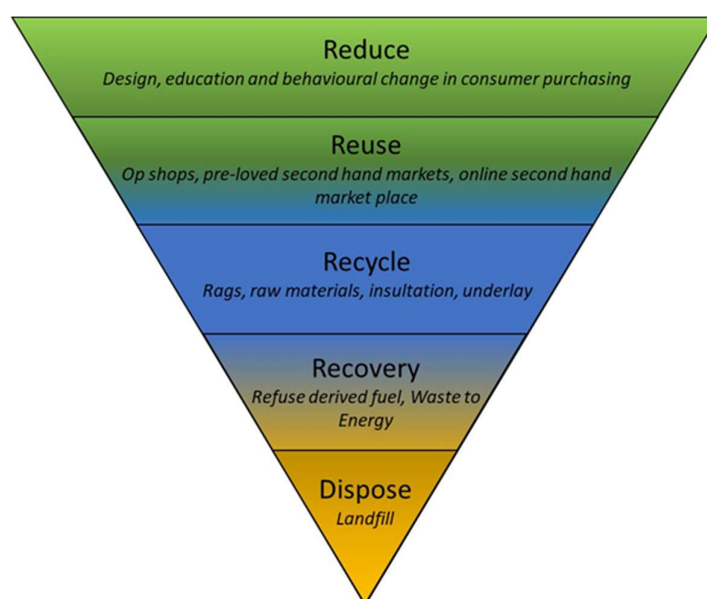 Reduce
Design, education and behavioural change in consumer purchasing
Reuse
Op shops, pre-loved second hand markets, online second hand
market place
Recycle
Rags, raw materials, insultation, underlay
Recovery
Refuse derived fuel, Waste to
Energy
Dispose
Landfill